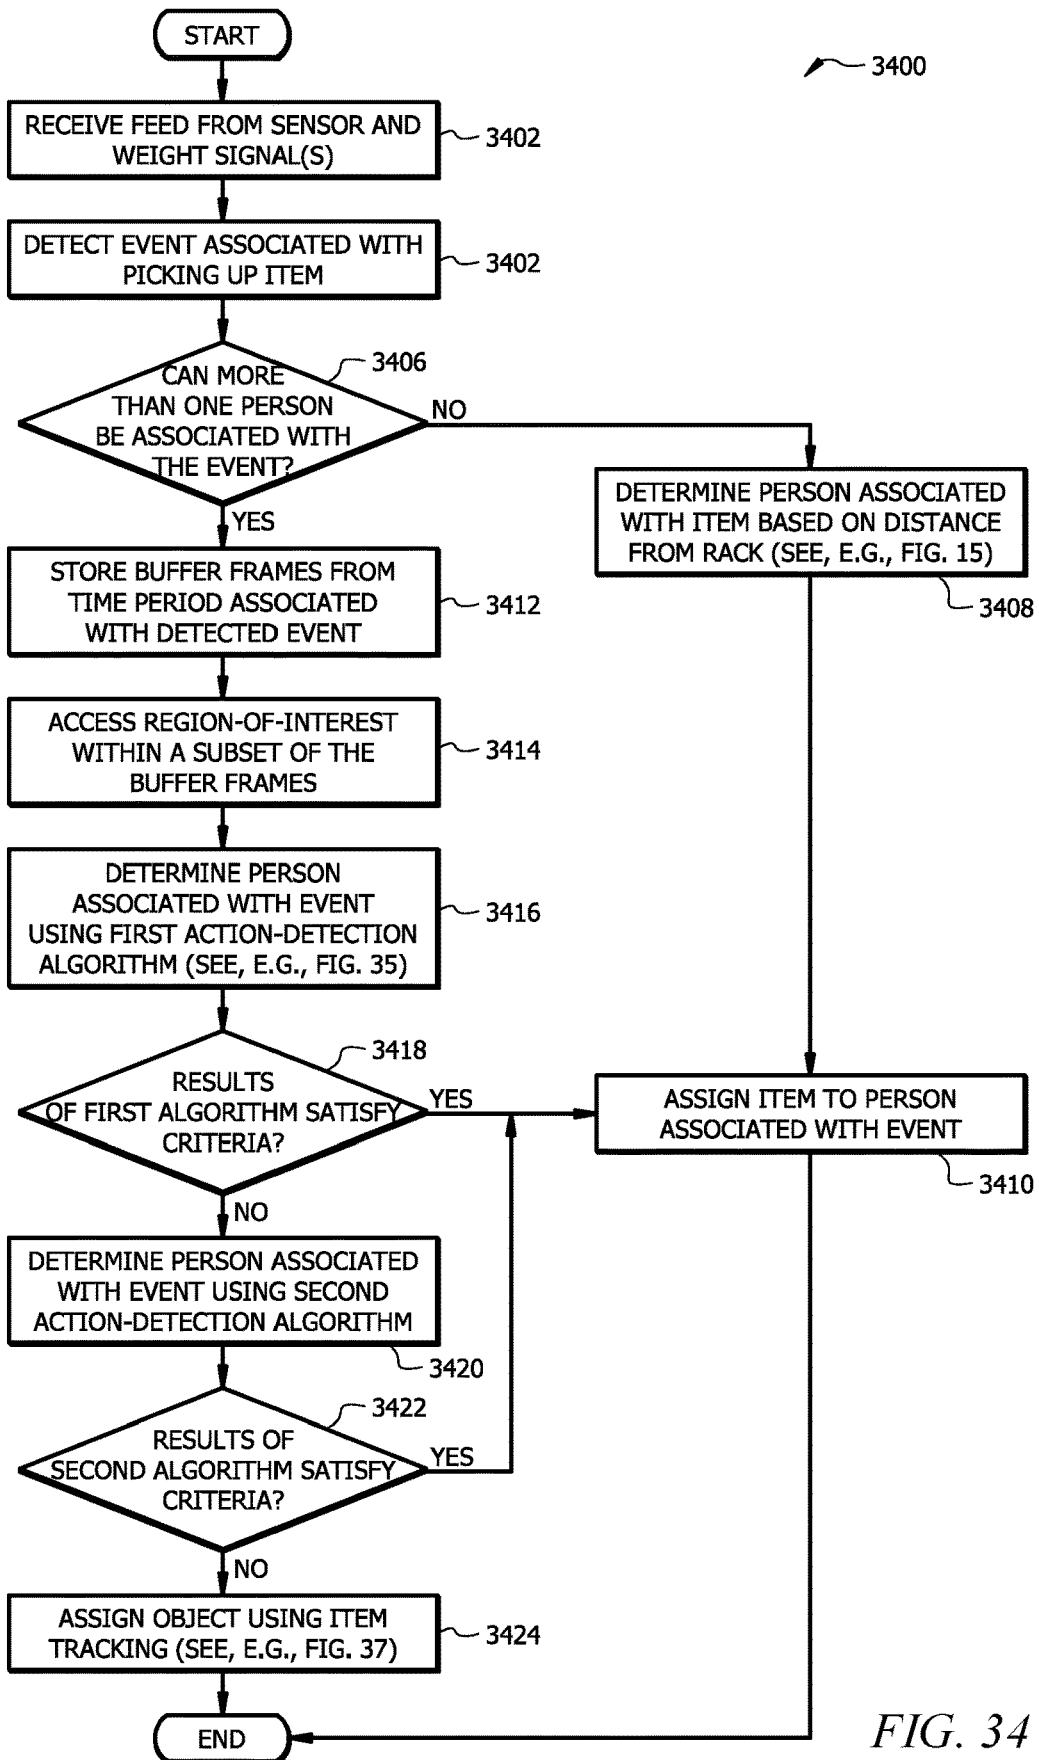 START
3400
RECEIVE FEED FROM SENSOR AND
WEIGHT SIGNAL(S)
3402
DETECT EVENT ASSOCIATED WITH
PICKING UP ITEM
3402
CAN MORE
THAN ONE PERSON
BE ASSOCIATED WITH
THE EVENT?
3406
NO
YES
DETERMINE PERSON ASSOCIATED
WITH ITEM BASED ON DISTANCE
FROM RACK (SEE, E.G., FIG. 15)
3408
STORE BUFFER FRAMES FROM
TIME PERIOD ASSOCIATED
WITH DETECTED EVENT
3412
ACCESS REGION-OF-INTEREST
WITHIN A SUBSET OF THE
BUFFER FRAMES
3414
DETERMINE PERSON
ASSOCIATED WITH EVENT
USING FIRST ACTION-DETECTION
ALGORITHM (SEE, E.G., FIG. 35)
3416
RESULTS
OF FIRST ALGORITHM SATISFY
CRITERIA?
3418
YES
NO
ASSIGN ITEM TO PERSON
ASSOCIATED WITH EVENT
3410
DETERMINE PERSON ASSOCIATED
WITH EVENT USING SECOND
ACTION-DETECTION ALGORITHM
3420
RESULTS OF
SECOND ALGORITHM SATISFY
CRITERIA?
3422
YES
NO
ASSIGN OBJECT USING ITEM
TRACKING (SEE, E.G., FIG. 37)
3424
END
FIG. 34